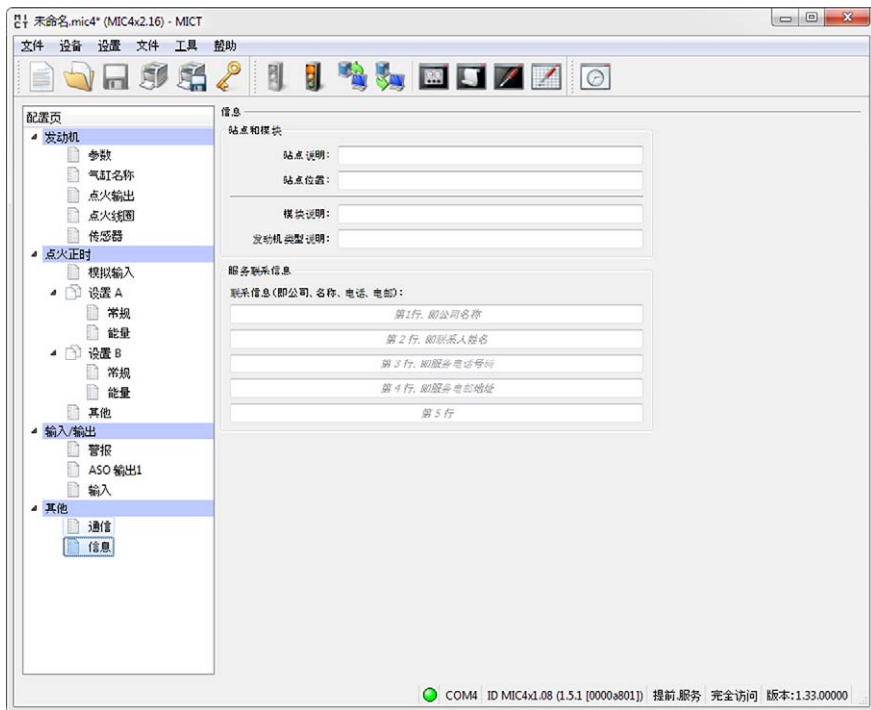 未命名.mic4* (MIC4x2.16) - MICT
文件 设备 设置 文件 工具 帮助
配置页
发动机
参数
气缸名称
点火输出
点火线圈
传感器
点火正时
模拟输入
设置 A
常规
能量
设置 B
常规
能量
其他
输入/输出
警报
ASO 输出1
输入
其他
通信
信息
信息
站点和模块
站点说明:
站点位置:
模块说明:
发动机类型说明:
服务联系信息
联系信息(即公司、名称、电话、电邮):
第1行, 如公司名称
第 2 行, 如联系人姓名
第 3 行, 如服务电话号码
第 4 行, 如服务电邮地址
第 5 行
COM4 ID MIC4x1.08 (1.5.1 [0000a801]) 提前.服务 完全访问 版本:1.33.00000